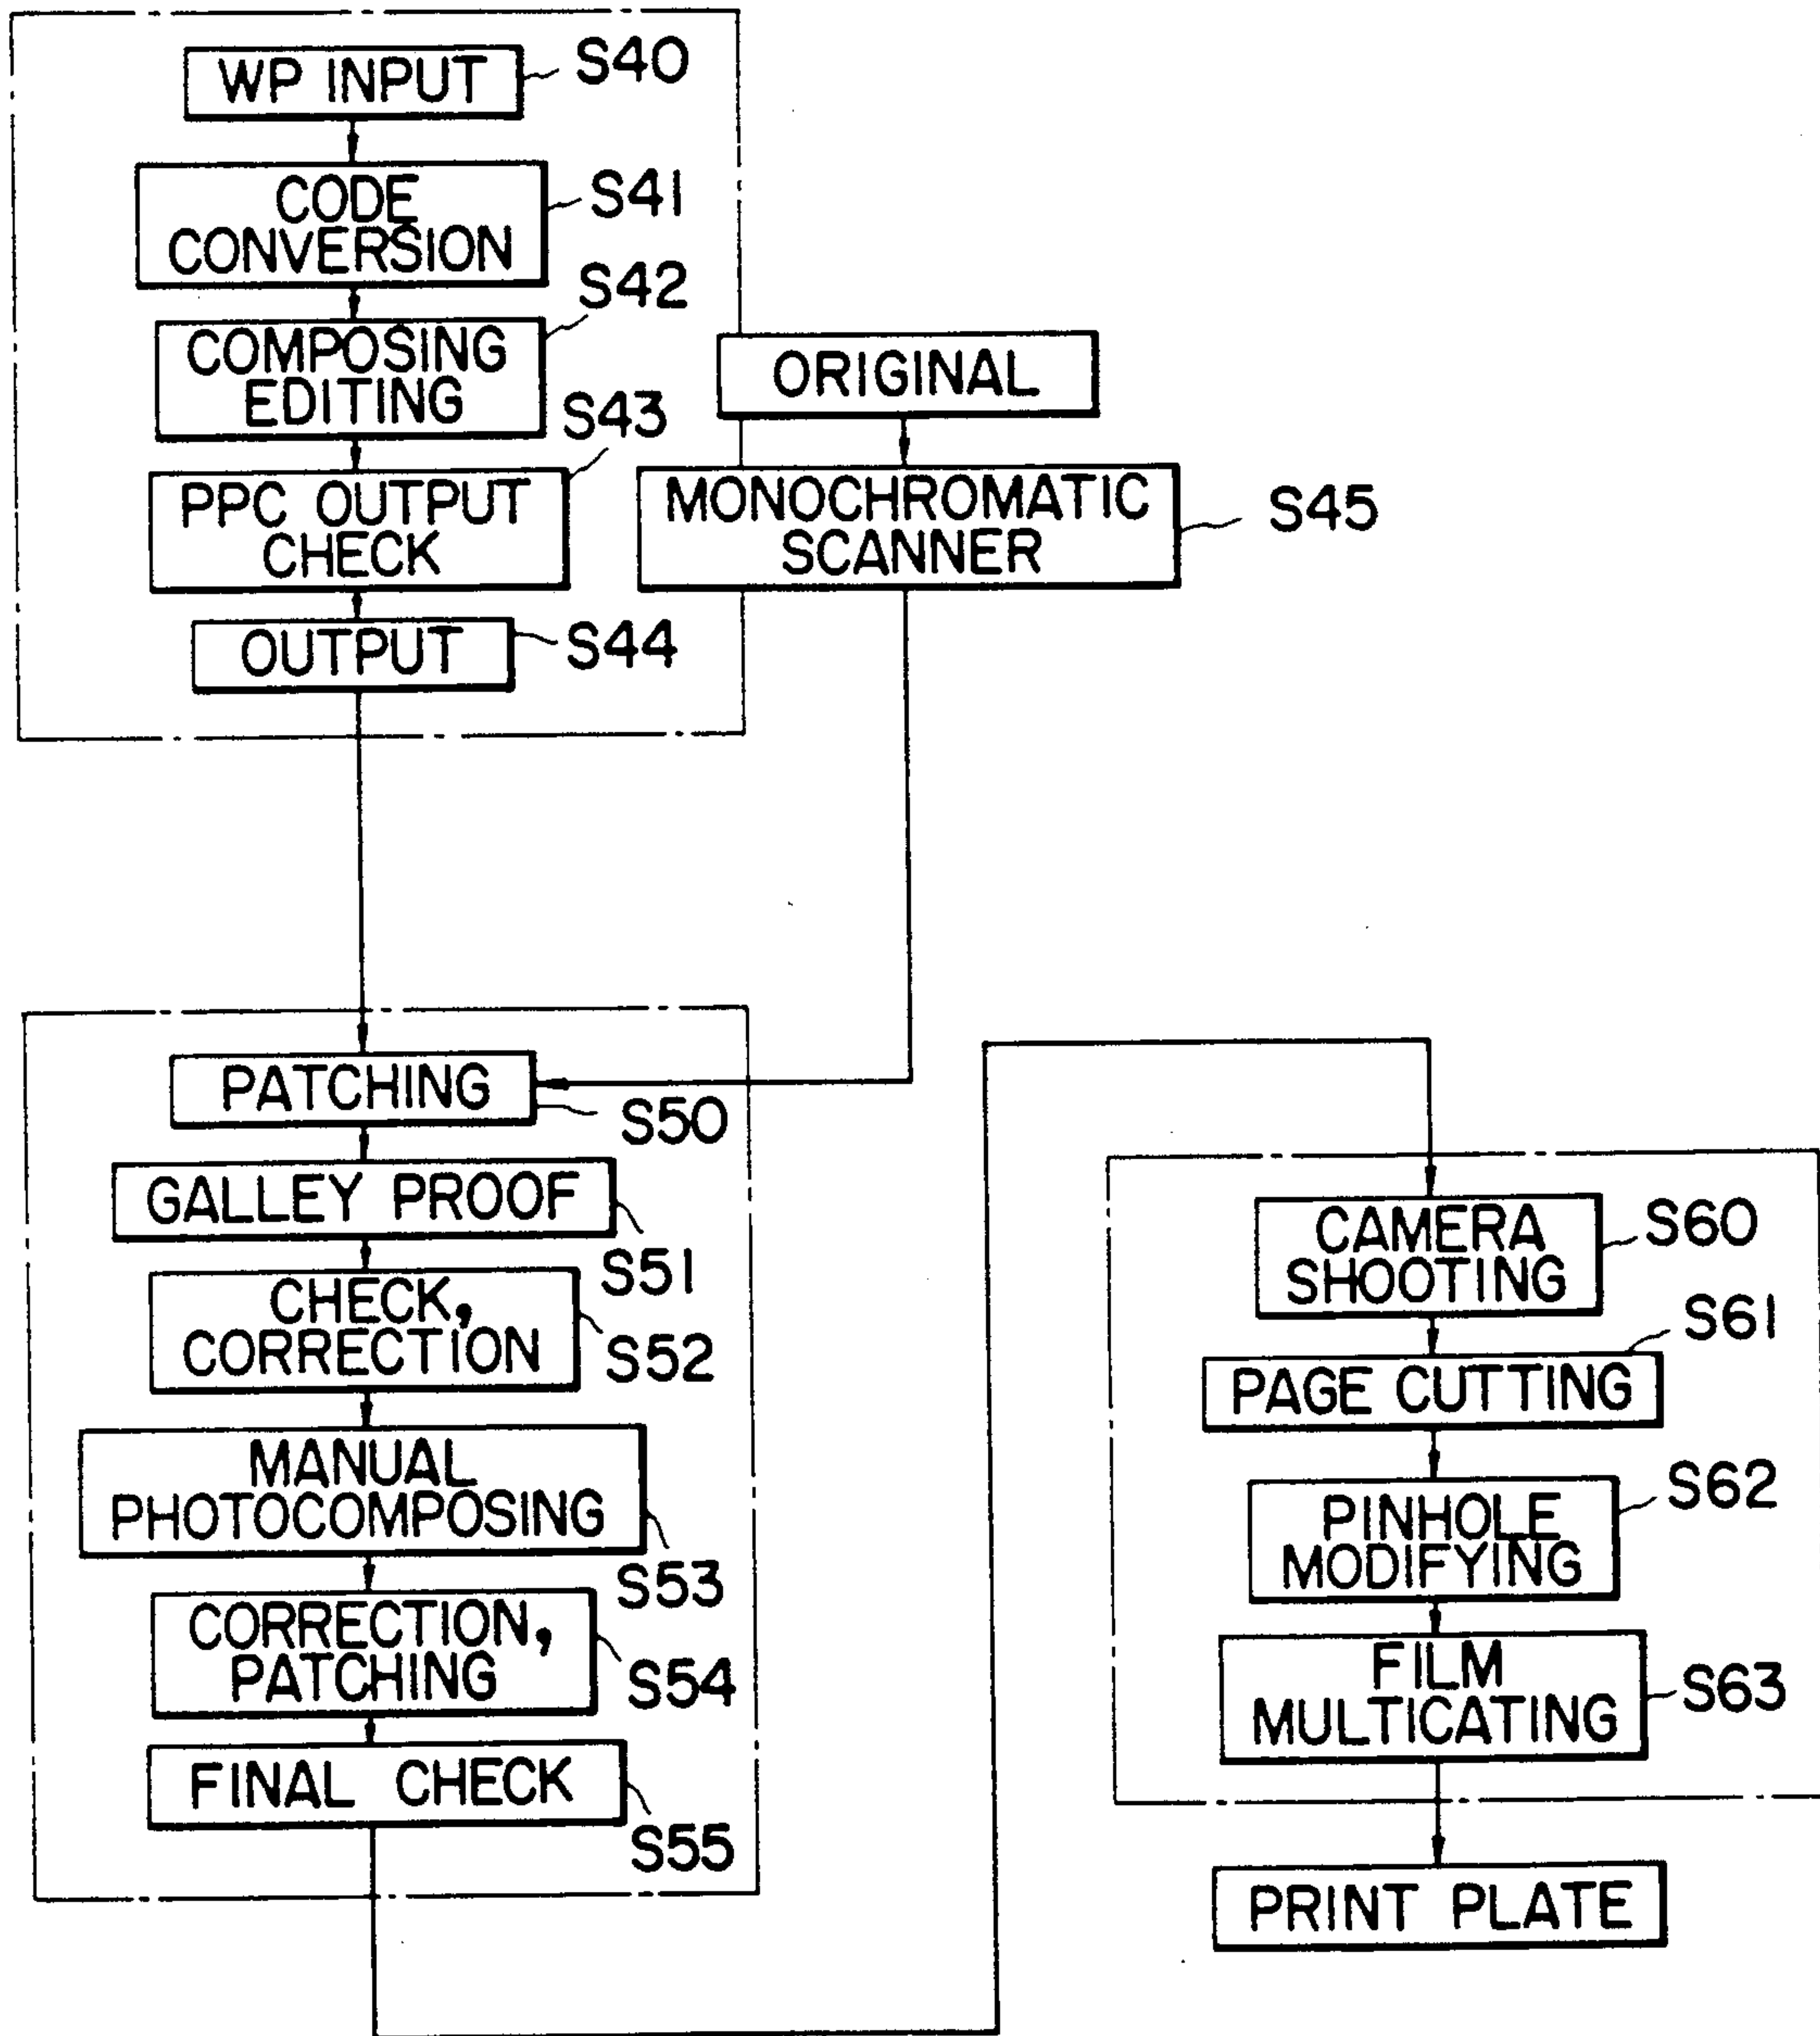 WP INPUT
S40
CODE
CONVERSION
S41
COMPOSING
EDITING
S42
PPC OUTPUT
CHECK
S43
OUTPUT
S44
ORIGINAL
MONOCHROMATIC
SCANNER
S45
PATCHING
S50
GALLEY PROOF
S51
CHECK,
CORRECTION
S52
MANUAL
PHOTOCOMPOSING
S53
CORRECTION,
PATCHING
S54
FINAL CHECK
S55
CAMERA
SHOOTING
S60
PAGE CUTTING
S61
PINHOLE
MODIFYING
S62
FILM
MULTICATING
S63
PRINT PLATE